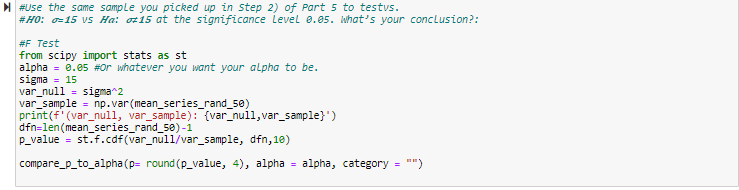 #Use the same sample you picked up in Step 2) of Part 5 to testvs.
#𝑯𝟎: 𝝈=𝟏𝟓 vs 𝑯𝒂: 𝝈≠𝟏𝟓 at the significance level 0.05. What's your conclusion?:
#F Test
from scipy import stats as st
alpha = 0.05 #Or whatever you want your alpha to be.
sigma = 15
var_null = sigma^2
var_sample = np.var(mean_series_rand_50)
print(f'(var_null, var_sample): {var_null,var_sample}')
dfn=len(mean_series_rand_50)-1
p_value = st.f.cdf(var_null/var_sample, dfn,10)
compare_p_to_alpha(p= round(p_value, 4), alpha = alpha, category = "")